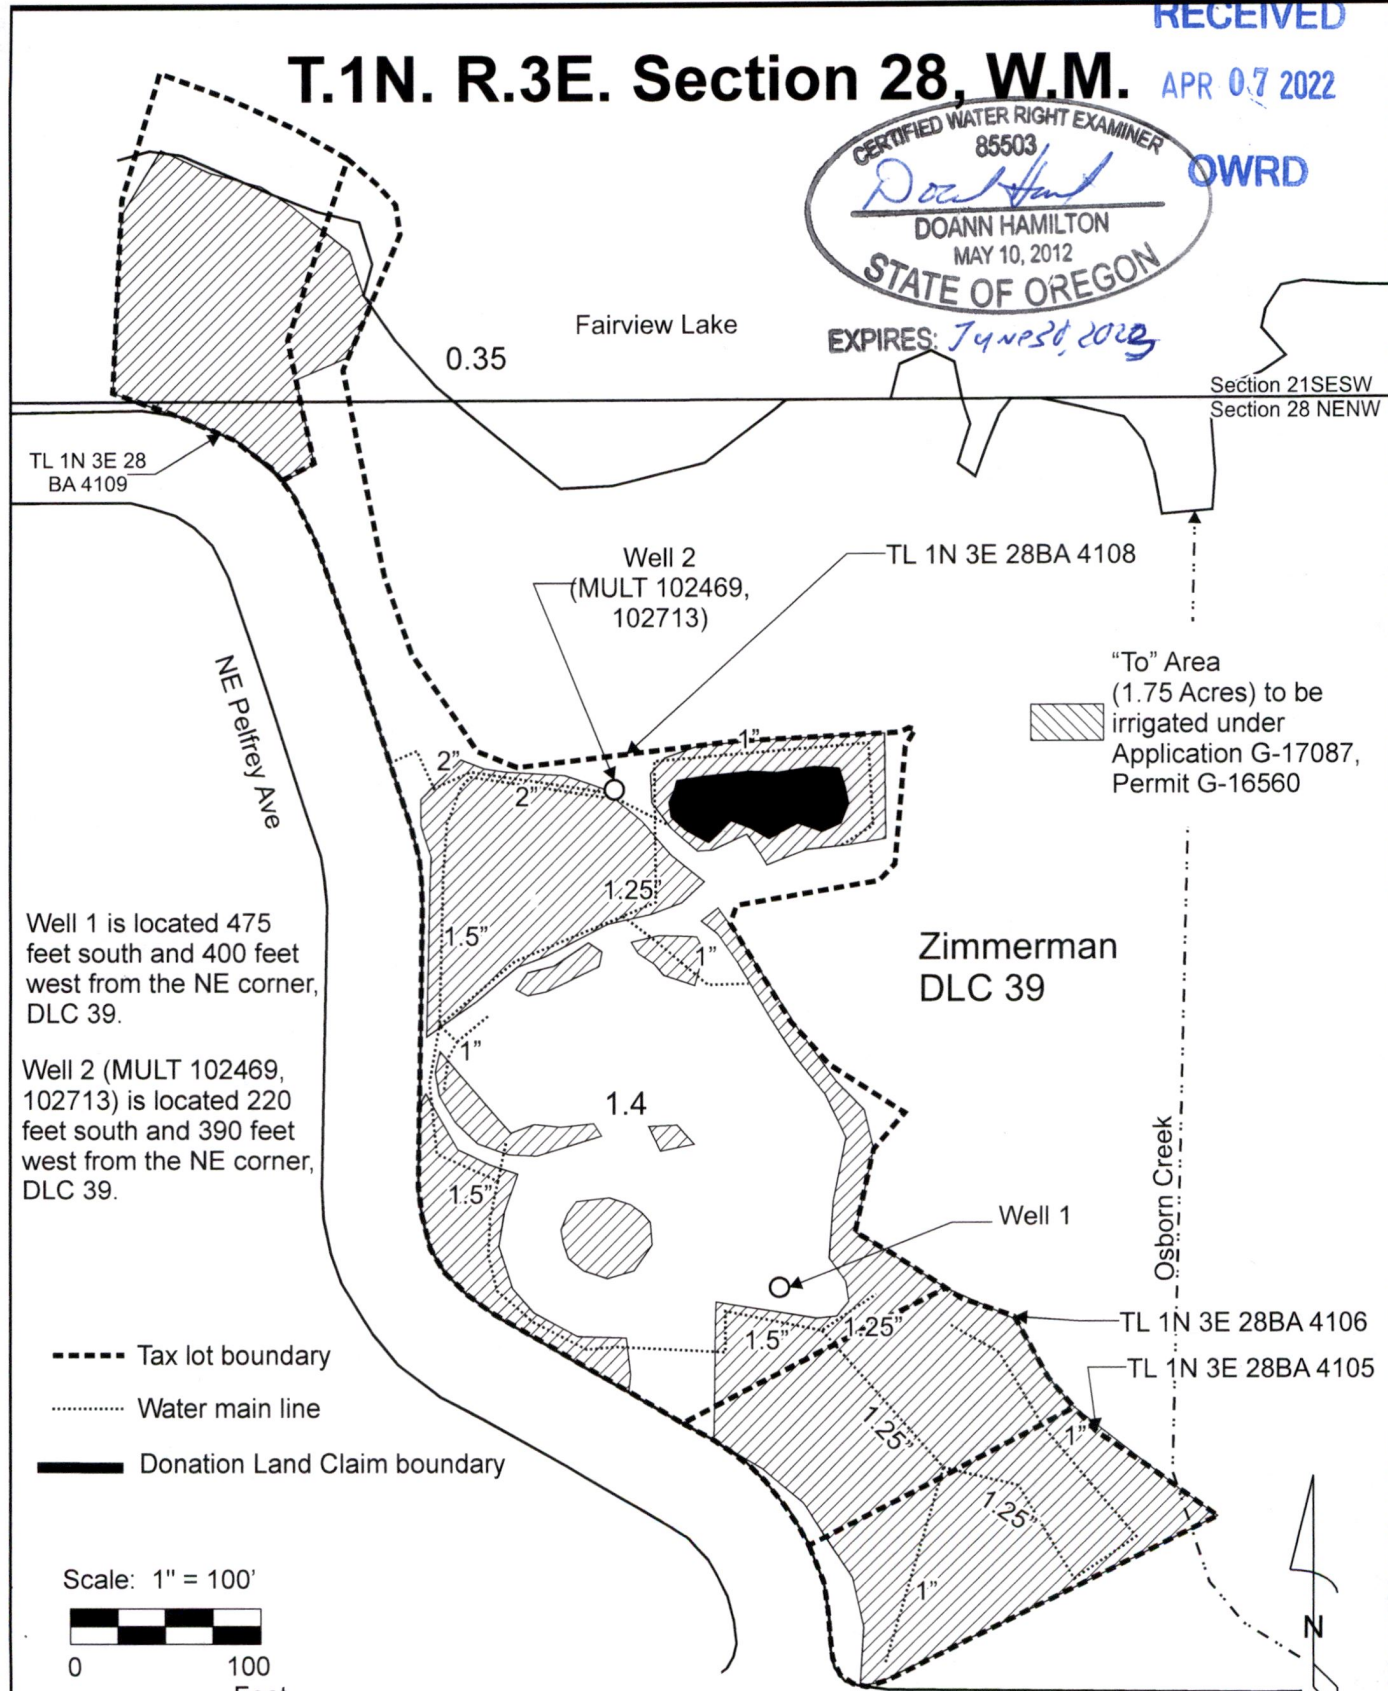 RECEIVED
T.1N. R.3E. Section 28, W.M.
APR 07 2022
OWRD
CERTIFIED WATER RIGHT EXAMINER
85503
DOANN HAMILTON
MAY 10, 2012
STATE OF OREGON
EXPIRES: June 30, 2023
Fairview Lake
0.35
Section 21SESW
Section 28 NENW
TL 1N 3E 28
BA 4109
Well 2
(MULT 102469,
102713)
TL 1N 3E 28BA 4108
"To" Area
(1.75 Acres) to be
irrigated under
Application G-17087,
Permit G-16560
NE Pelfrey Ave
2"
2"
1"
1.25"
1.5"
1"
1"
Zimmerman
DLC 39
Well 1 is located 475
feet south and 400 feet
west from the NE corner,
DLC 39.
Well 2 (MULT 102469,
102713) is located 220
feet south and 390 feet
west from the NE corner,
DLC 39.
1.4
1.5"
Osborn Creek
Well 1
1.5"
1.25"
TL 1N 3E 28BA 4106
TL 1N 3E 28BA 4105
1.25"
1"
1.25"
1"
Tax lot boundary
Water main line
Donation Land Claim boundary
Scale: 1" = 100'
0 100
Feet
N